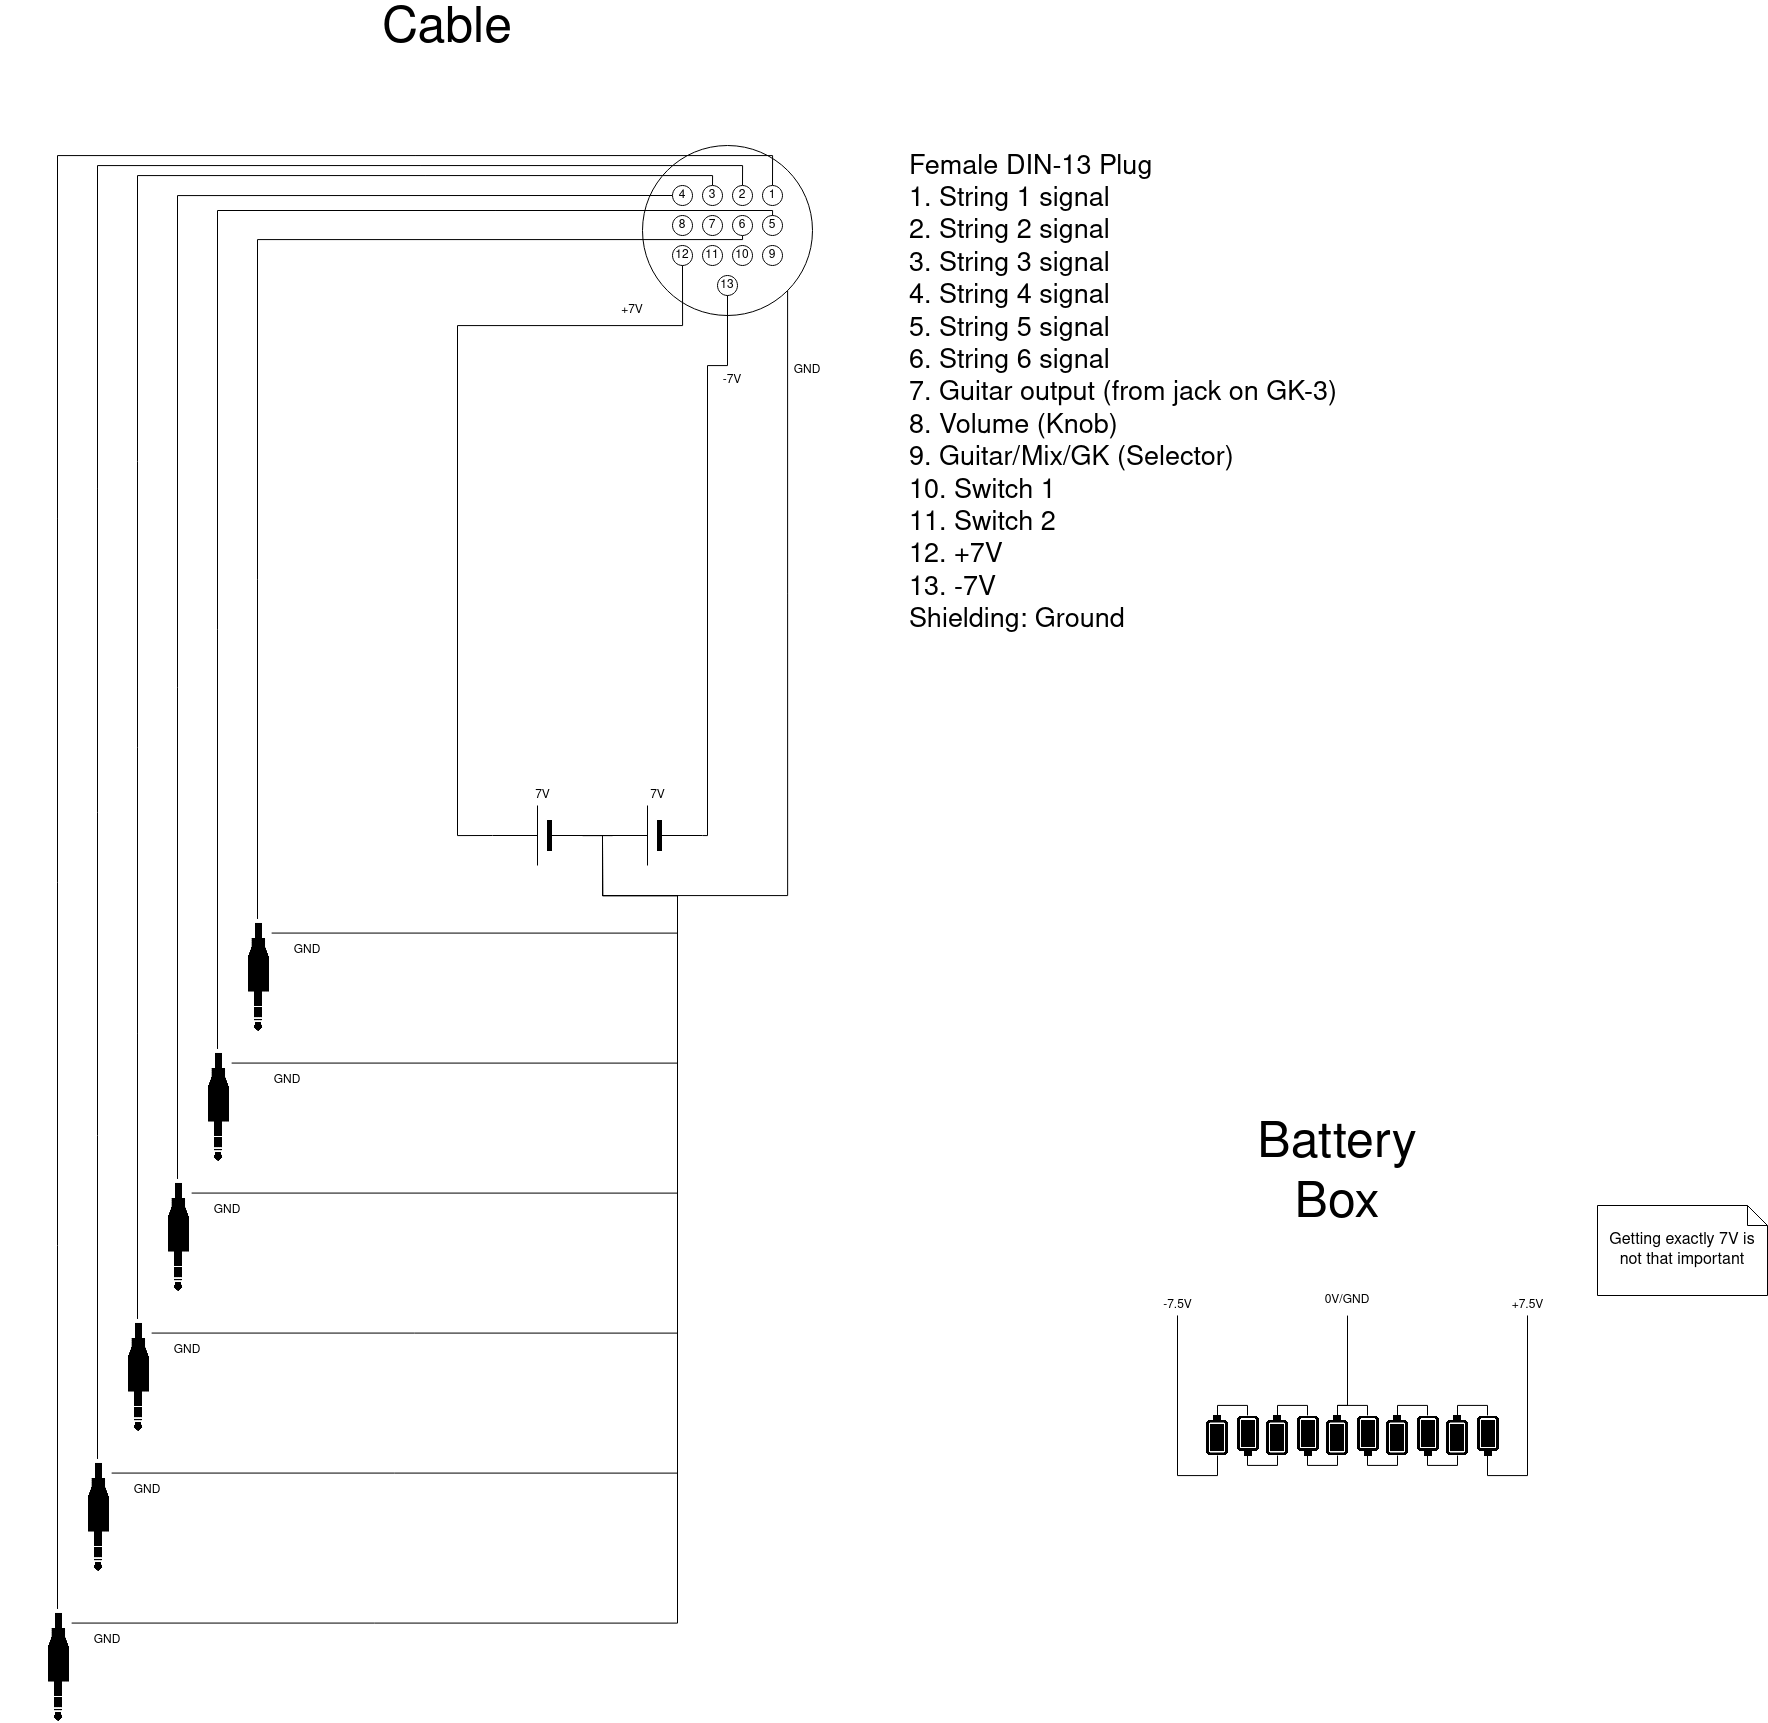 Cable
4
3
2
1
8
7
6
5
12
11
10
9
13
+7V
-7V
GND
Female DIN-13 Plug
1. String 1 signal
2. String 2 signal
3. String 3 signal
4. String 4 signal
5. String 5 signal
6. String 6 signal
7. Guitar output (from jack on GK-3)
8. Volume (Knob)
9. Guitar/Mix/GK (Selector)
10. Switch 1
11. Switch 2
12. +7V
13. -7V
Shielding: Ground
7V
7V
GND
GND
GND
GND
GND
GND
Battery
Box
Getting exactly 7V is
not that important
-7.5V
0V/GND
+7.5V